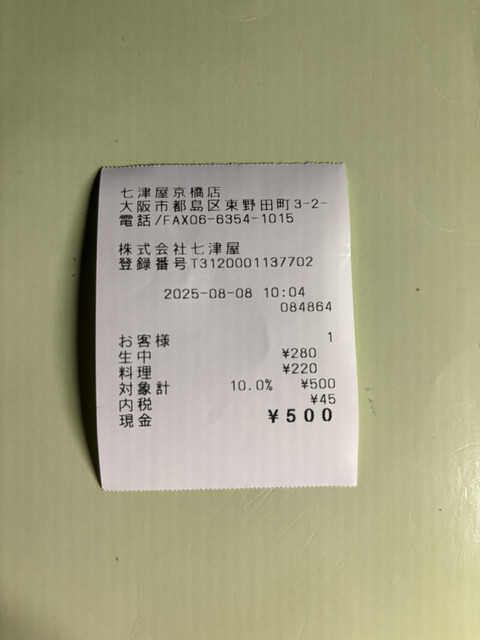 七津屋京橋店
大阪市都島区東野田町3-2-
電話/FAX06-6354-1015
株式会社七津屋
登録番号T3120001137702
2025-08-08 10:04
084864
お客様 1
生中 ¥280
料理 ¥220
対象計 10.0% ¥500
内税 ¥45
現金 ¥500